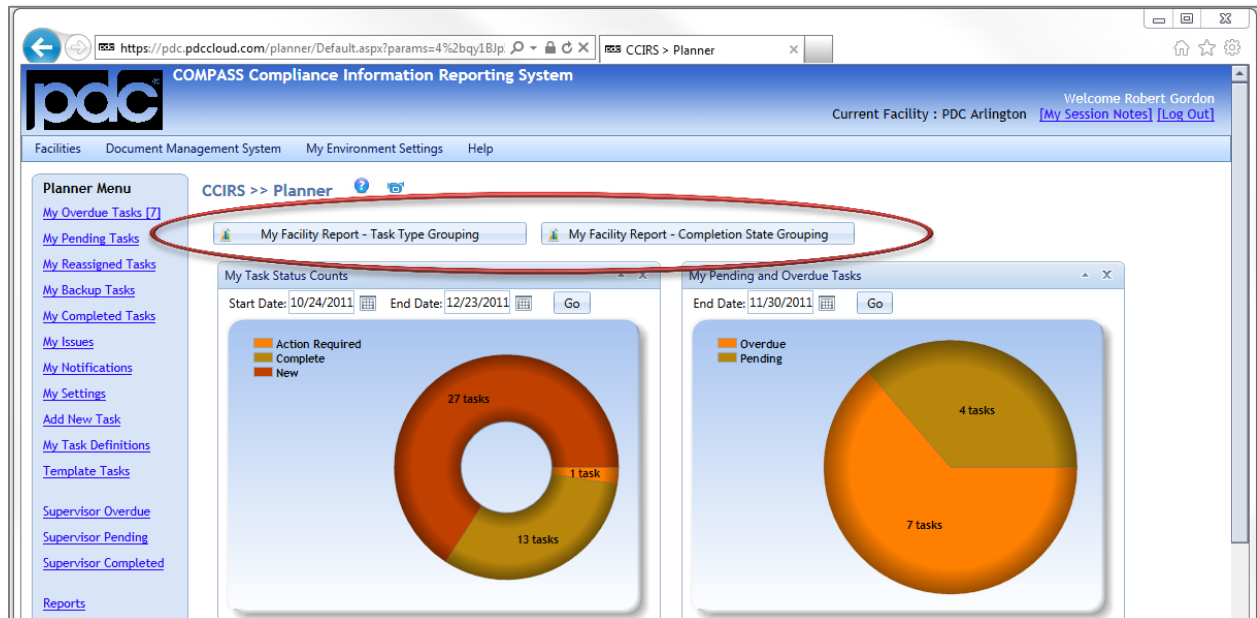 https://pdc.pdccloud.com/planner/Default.aspx?params=4%2bqy1BJp
CCIRS > Planner
pdc
COMPASS Compliance Information Reporting System
Welcome Robert Gordon
Current Facility : PDC Arlington [My Session Notes] [Log Out]
Facilities Document Management System My Environment Settings Help
Planner Menu
My Overdue Tasks [7]
My Pending Tasks
My Reassigned Tasks
My Backup Tasks
My Completed Tasks
My Issues
My Notifications
My Settings
Add New Task
My Task Definitions
Template Tasks
Supervisor Overdue
Supervisor Pending
Supervisor Completed
Reports
CCIRS >> Planner
My Facility Report - Task Type Grouping
My Facility Report - Completion State Grouping
My Task Status Counts
Start Date: 10/24/2011 End Date: 12/23/2011 Go
Action Required
Complete
New
27 tasks
1 task
13 tasks
My Pending and Overdue Tasks
End Date: 11/30/2011 Go
Overdue
Pending
4 tasks
7 tasks